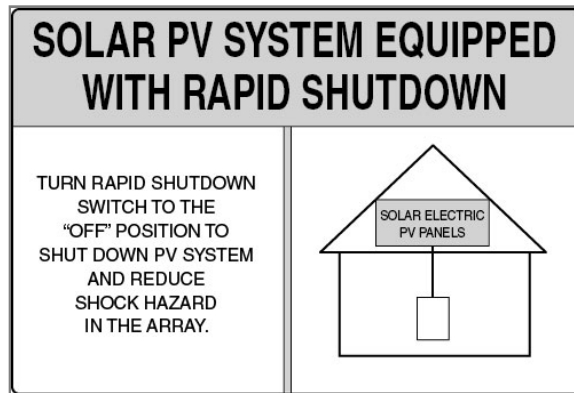 SOLAR PV SYSTEM EQUIPPED
WITH RAPID SHUTDOWN
TURN RAPID SHUTDOWN
SWITCH TO THE
“OFF” POSITION TO
SHUT DOWN PV SYSTEM
AND REDUCE
SHOCK HAZARD
IN THE ARRAY.
SOLAR ELECTRIC
PV PANELS